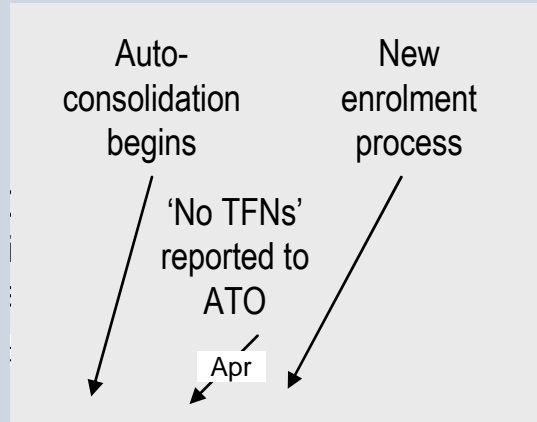 Auto-
consolidation
begins
New
enrolment
process
‘No TFNs’
reported to
ATO
Apr